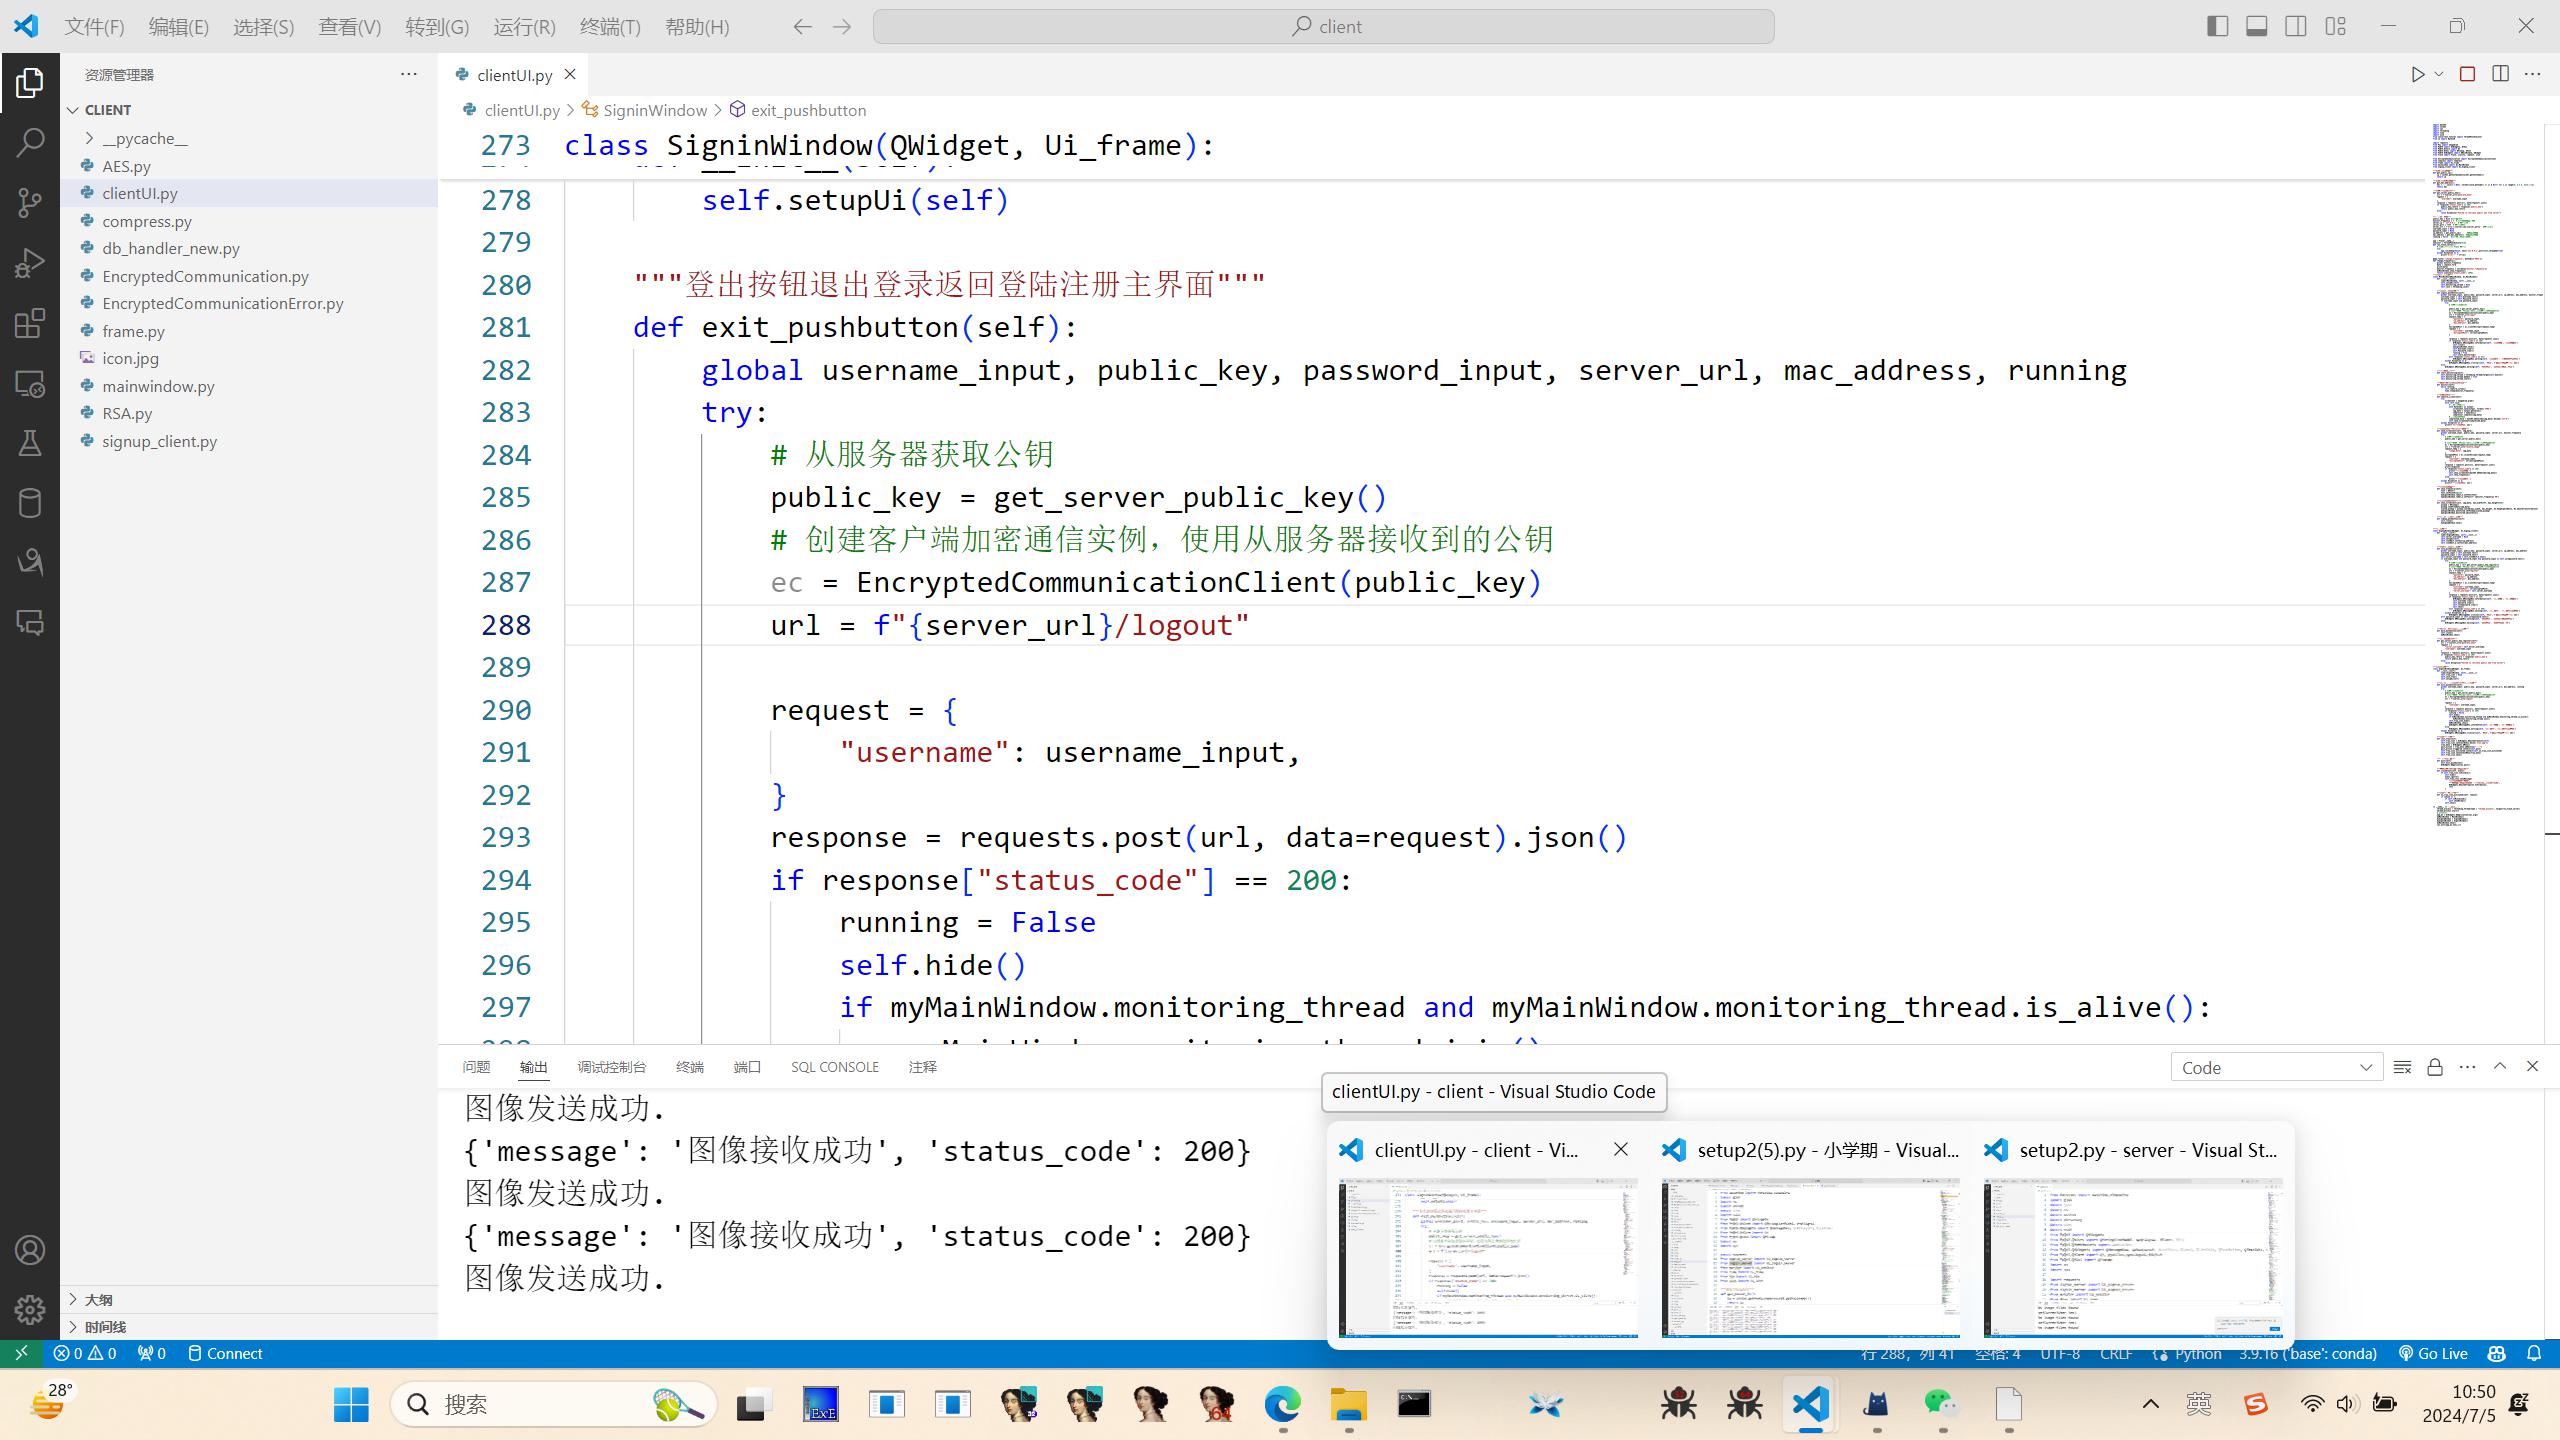 文件(F) 编辑(E) 选择(S) 查看(V) 转到(G) 运行(R) 终端(T) 帮助(H) client
资源管理器
CLIENT
__pycache__
AES.py
clientUI.py
compress.py
db_handler_new.py
EncryptedCommunication.py
EncryptedCommunicationError.py
frame.py
icon.jpg
mainwindow.py
RSA.py
signup_client.py
大纲
时间线
clientUI.py
clientUI.py > SigninWindow > exit_pushbutton
273 class SigninWindow(QWidget, Ui_frame):
278 self.setupUi(self)
279
280 """登出按钮退出登录返回登陆注册主界面"""
281 def exit_pushbutton(self):
282 global username_input, public_key, password_input, server_url, mac_address, running
283 try:
284 # 从服务器获取公钥
285 public_key = get_server_public_key()
286 # 创建客户端加密通信实例，使用从服务器接收到的公钥
287 ec = EncryptedCommunicationClient(public_key)
288 url = f"{server_url}/logout"
289
290 request = {
291 "username": username_input,
292 }
293 response = requests.post(url, data=request).json()
294 if response["status_code"] == 200:
295 running = False
296 self.hide()
297 if myMainWindow.monitoring_thread and myMainWindow.monitoring_thread.is_alive():
问题 输出 调试控制台 终端 端口 SQL CONSOLE 注释 Code
图像发送成功.
{'message': '图像接收成功', 'status_code': 200}
图像发送成功.
{'message': '图像接收成功', 'status_code': 200}
图像发送成功.
clientUI.py - client - Visual Studio Code
clientUI.py - client - Vi...
setup2(5).py - 小学期 - Visual...
setup2.py - server - Visual St...
0 0 0 Connect 行 288，列 41 空格: 4 UTF-8 CRLF Python 3.9.16 ('base': conda) Go Live
28° 搜索 英 10:50
2024/7/5